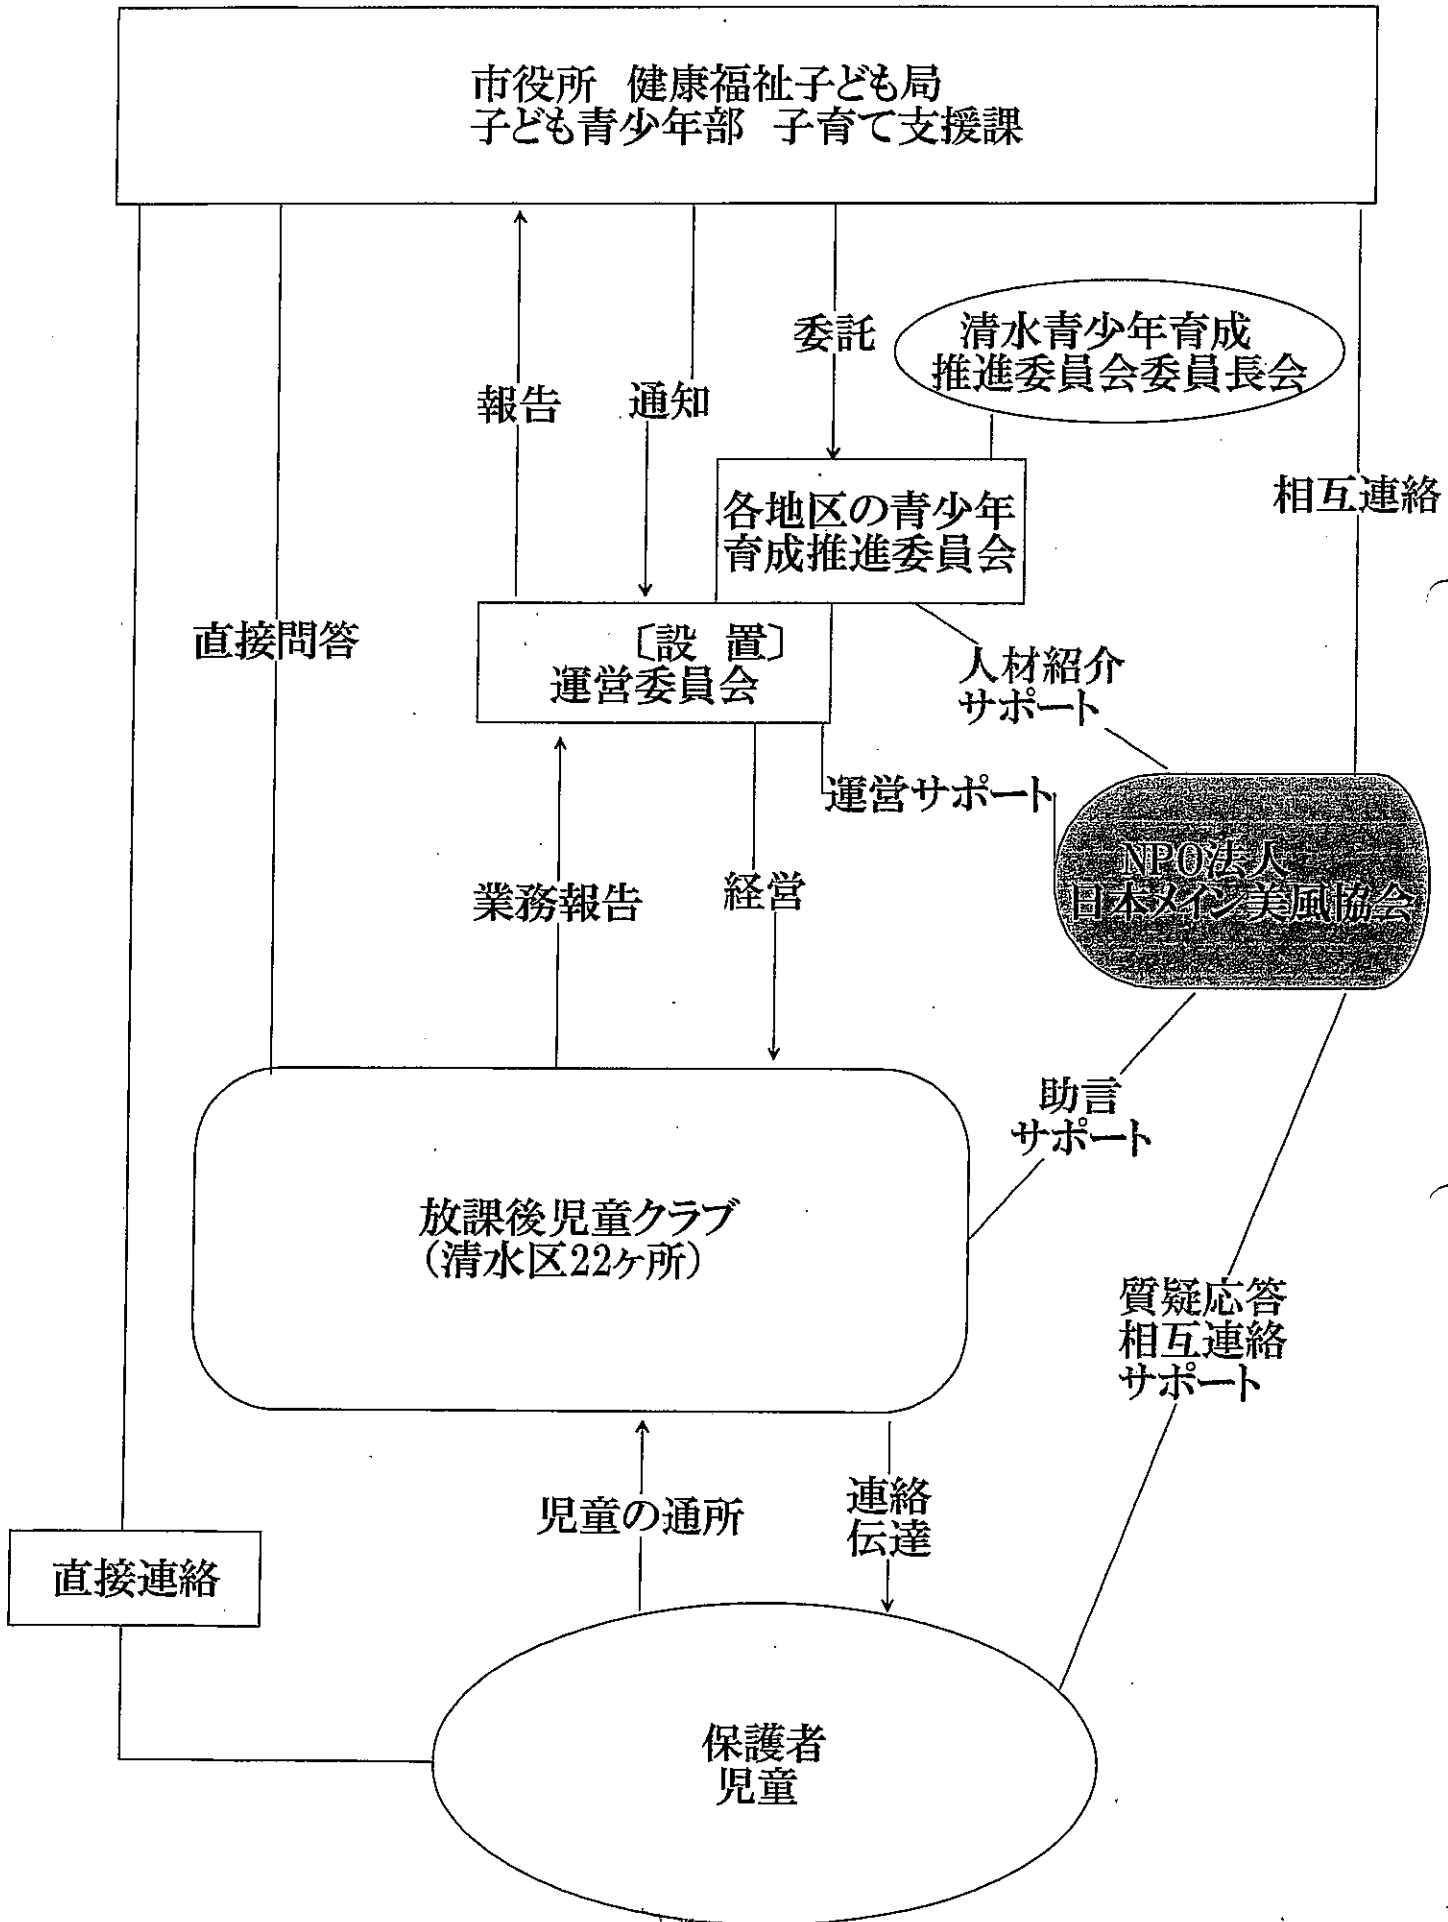 市役所 健康福祉子ども局
子ども青少年部 子育て支援課
委託
清水青少年育成
推進委員会委員長会
報告
通知
各地区の青少年
育成推進委員会
相互連絡
直接問答
〔設 置〕
運営委員会
人材紹介
サポート
運営サポート
NPO法人
日本メイン美風協会
業務報告
経営
助言
サポート
放課後児童クラブ
(清水区22ヶ所)
質疑応答
相互連絡
サポート
児童の通所
連絡
伝達
直接連絡
保護者
児童